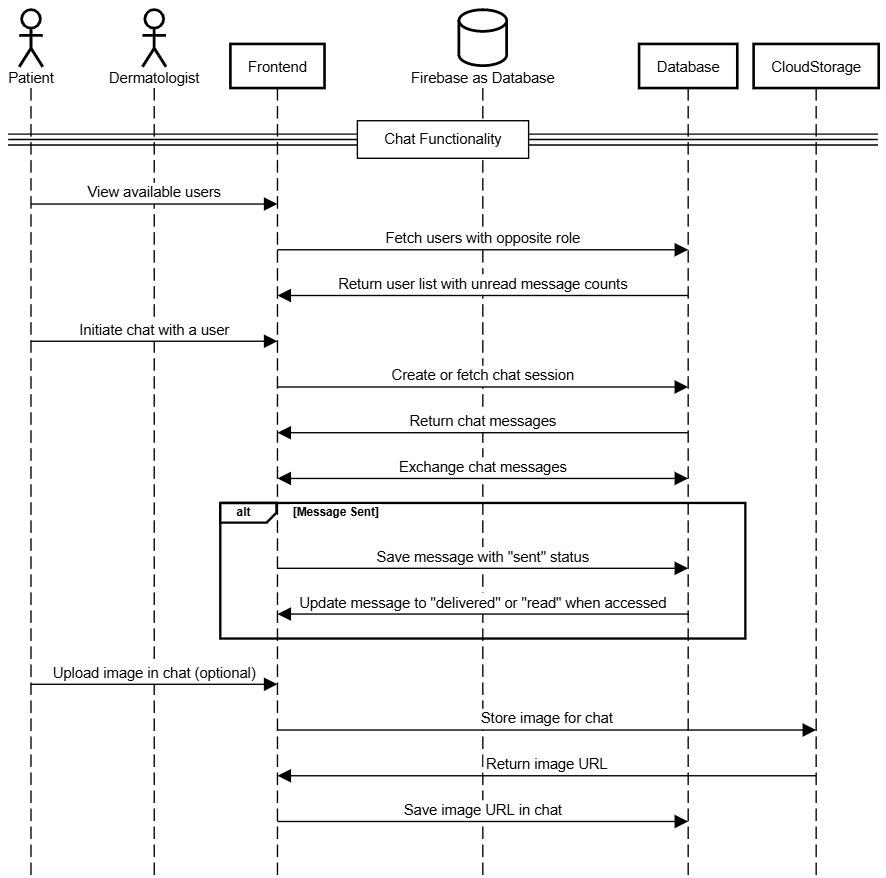 Patient
Dermatologist
Frontend
Firebase as Database
Database
CloudStorage
Chat Functionality
View available users
Fetch users with opposite role
Return user list with unread message counts
Initiate chat with a user
Create or fetch chat session
Return chat messages
Exchange chat messages
alt
[Message Sent]
Save message with "sent" status
Update message to "delivered" or "read" when accessed
Upload image in chat (optional)
Store image for chat
Return image URL
Save image URL in chat